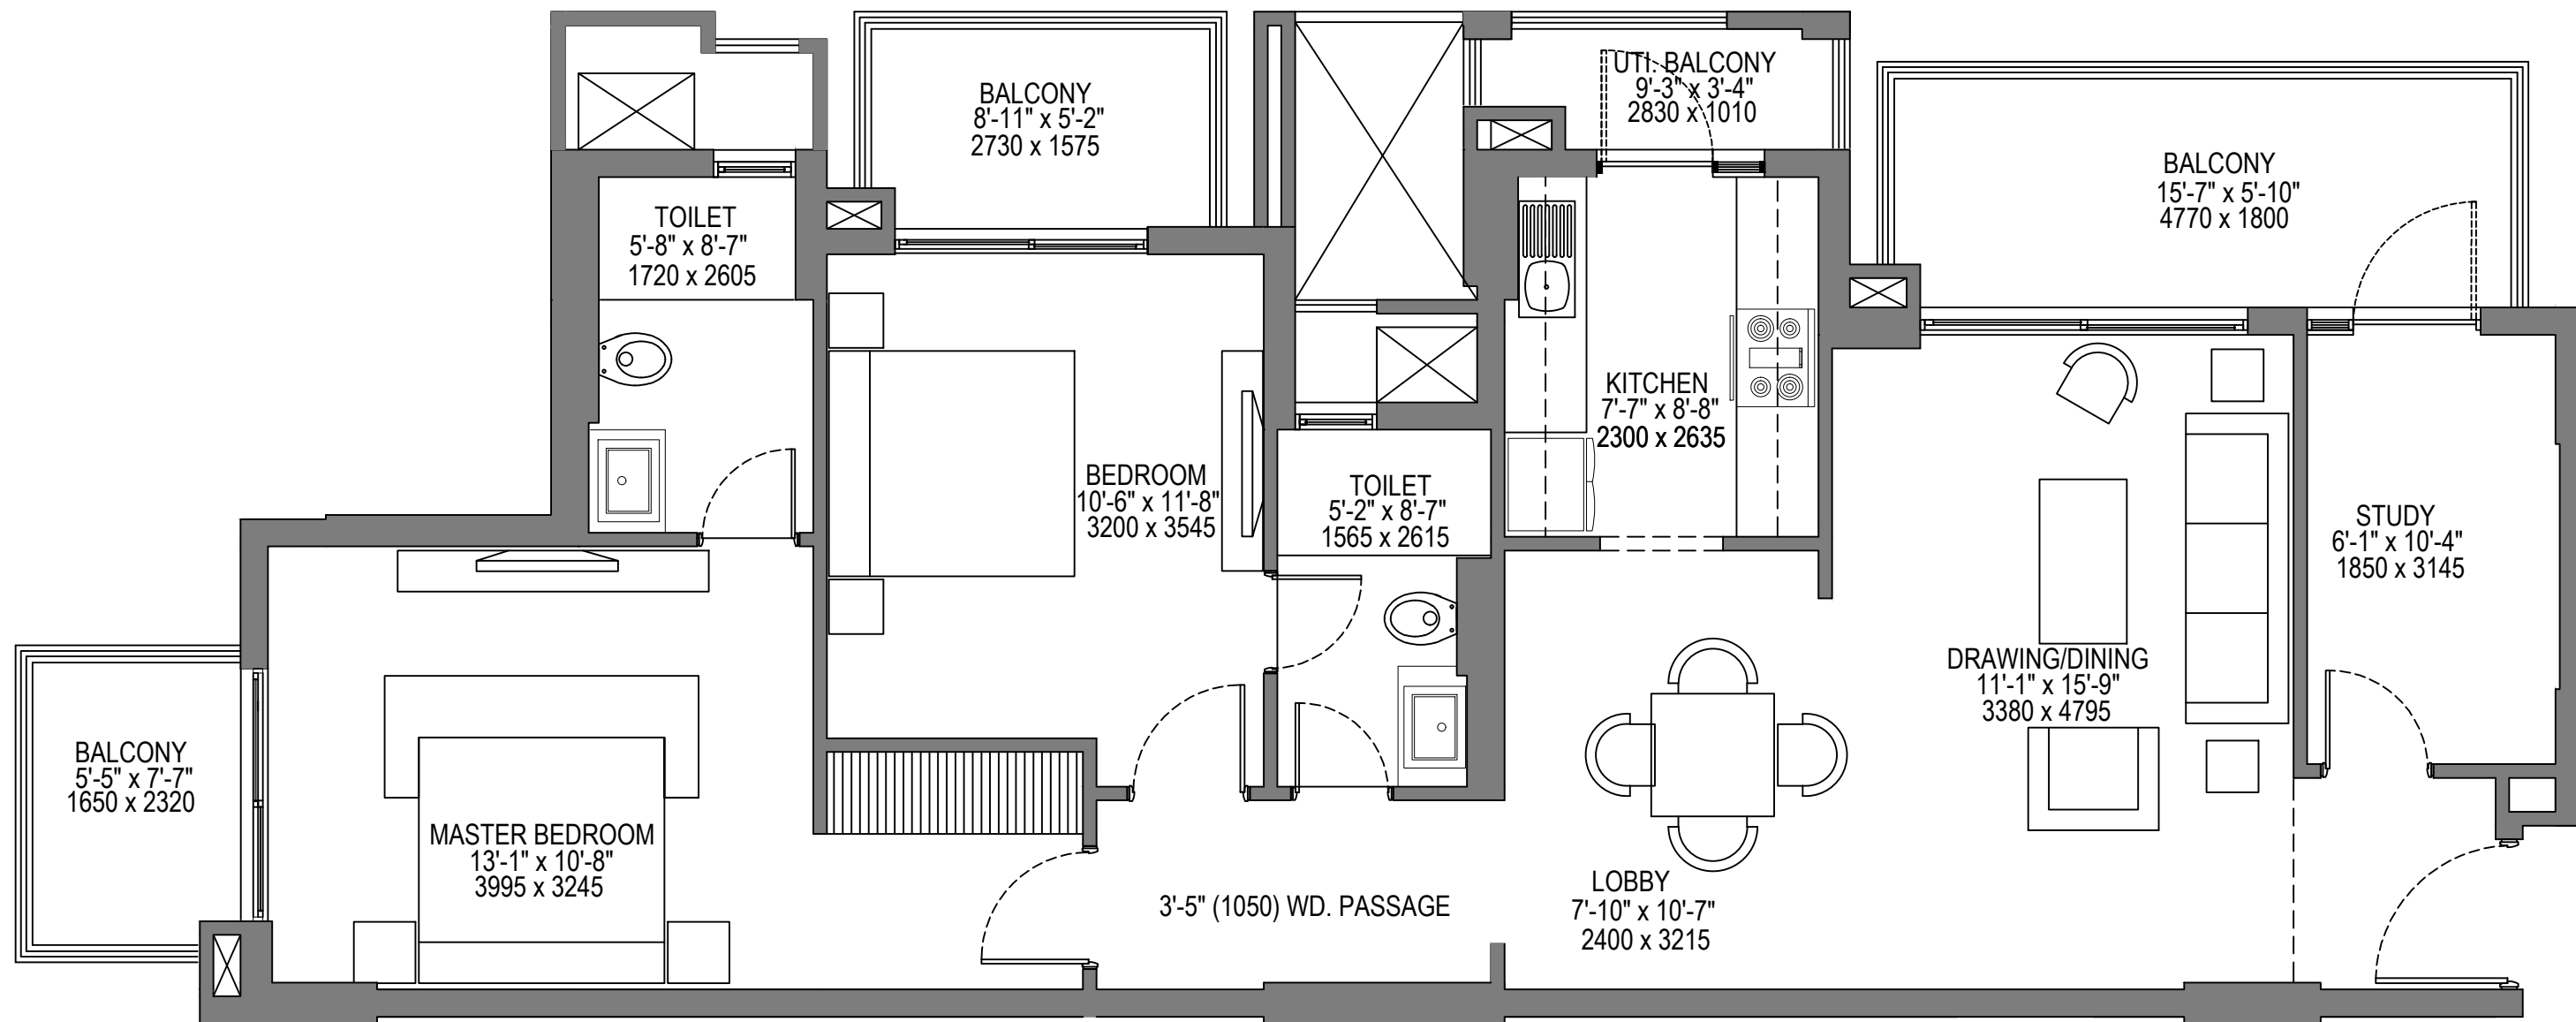 UTI. BALCONY
9'-3" x 3'-4"
2830 x 1010
BALCONY
8'-11" x 5'-2"
2730 x 1575
BALCONY
15'-7" x 5'-10"
4770 x 1800
TOILET
5'-8" x 8'-7"
1720 x 2605
KITCHEN
7'-7" x 8'-8"
2300 x 2635
BEDROOM
10'-6" x 11'-8"
3200 x 3545
TOILET
5'-2" x 8'-7"
1565 x 2615
STUDY
6'-1" x 10'-4"
1850 x 3145
DRAWING/DINING
11'-1" x 15'-9"
3380 x 4795
BALCONY
5'-5" x 7'-7"
1650 x 2320
MASTER BEDROOM
13'-1" x 10'-8"
3995 x 3245
3'-5" (1050) WD. PASSAGE
LOBBY
7'-10" x 10'-7"
2400 x 3215